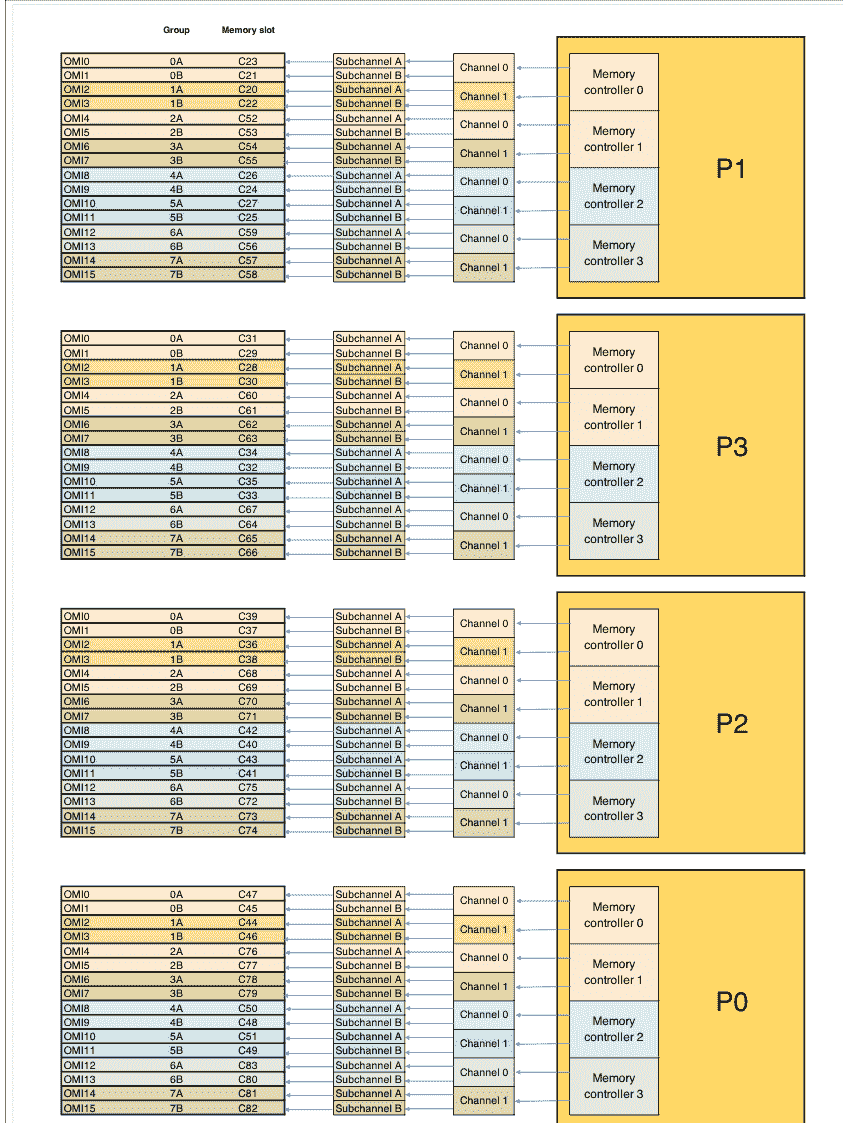 Group Memory slot
OMI0 0A C23 Subchannel A
OMI1 0B C21 Subchannel B
Channel 0
OMI2 1A C20 Subchannel A
OMI3 1B C22 Subchannel B
Channel 1
Memory
controller 0
OMI4 2A C52 Subchannel A
OMI5 2B C53 Subchannel B
Channel 0
OMI6 3A C54 Subchannel A
OMI7 3B C55 Subchannel B
Channel 1
Memory
controller 1
P1
OMI8 4A C26 Subchannel A
OMI9 4B C24 Subchannel B
Channel 0
OMI10 5A C27 Subchannel A
OMI11 5B C25 Subchannel B
Channel 1
Memory
controller 2
OMI12 6A C59 Subchannel A
OMI13 6B C56 Subchannel B
Channel 0
OMI14 7A C57 Subchannel A
OMI15 7B C58 Subchannel B
Channel 1
Memory
controller 3
OMI0 0A C31 Subchannel A
OMI1 0B C29 Subchannel B
Channel 0
OMI2 1A C28 Subchannel A
OMI3 1B C30 Subchannel B
Channel 1
Memory
controller 0
OMI4 2A C60 Subchannel A
OMI5 2B C61 Subchannel B
Channel 0
OMI6 3A C62 Subchannel A
OMI7 3B C63 Subchannel B
Channel 1
Memory
controller 1
P3
OMI8 4A C34 Subchannel A
OMI9 4B C32 Subchannel B
Channel 0
OMI10 5A C35 Subchannel A
OMI11 5B C33 Subchannel B
Channel 1
Memory
controller 2
OMI12 6A C67 Subchannel A
OMI13 6B C64 Subchannel B
Channel 0
OMI14 7A C65 Subchannel A
OMI15 7B C66 Subchannel B
Channel 1
Memory
controller 3
OMI0 0A C39 Subchannel A
OMI1 0B C37 Subchannel B
Channel 0
OMI2 1A C36 Subchannel A
OMI3 1B C38 Subchannel B
Channel 1
Memory
controller 0
OMI4 2A C68 Subchannel A
OMI5 2B C69 Subchannel B
Channel 0
OMI6 3A C70 Subchannel A
OMI7 3B C71 Subchannel B
Channel 1
Memory
controller 1
P2
OMI8 4A C42 Subchannel A
OMI9 4B C40 Subchannel B
Channel 0
OMI10 5A C43 Subchannel A
OMI11 5B C41 Subchannel B
Channel 1
Memory
controller 2
OMI12 6A C75 Subchannel A
OMI13 6B C72 Subchannel B
Channel 0
OMI14 7A C73 Subchannel A
OMI15 7B C74 Subchannel B
Channel 1
Memory
controller 3
OMI0 0A C47 Subchannel A
OMI1 0B C45 Subchannel B
Channel 0
OMI2 1A C44 Subchannel A
OMI3 1B C46 Subchannel B
Channel 1
Memory
controller 0
OMI4 2A C76 Subchannel A
OMI5 2B C77 Subchannel B
Channel 0
OMI6 3A C78 Subchannel A
OMI7 3B C79 Subchannel B
Channel 1
Memory
controller 1
P0
OMI8 4A C50 Subchannel A
OMI9 4B C48 Subchannel B
Channel 0
OMI10 5A C51 Subchannel A
OMI11 5B C49 Subchannel B
Channel 1
Memory
controller 2
OMI12 6A C83 Subchannel A
OMI13 6B C80 Subchannel B
Channel 0
OMI14 7A C81 Subchannel A
OMI15 7B C82 Subchannel B
Channel 1
Memory
controller 3